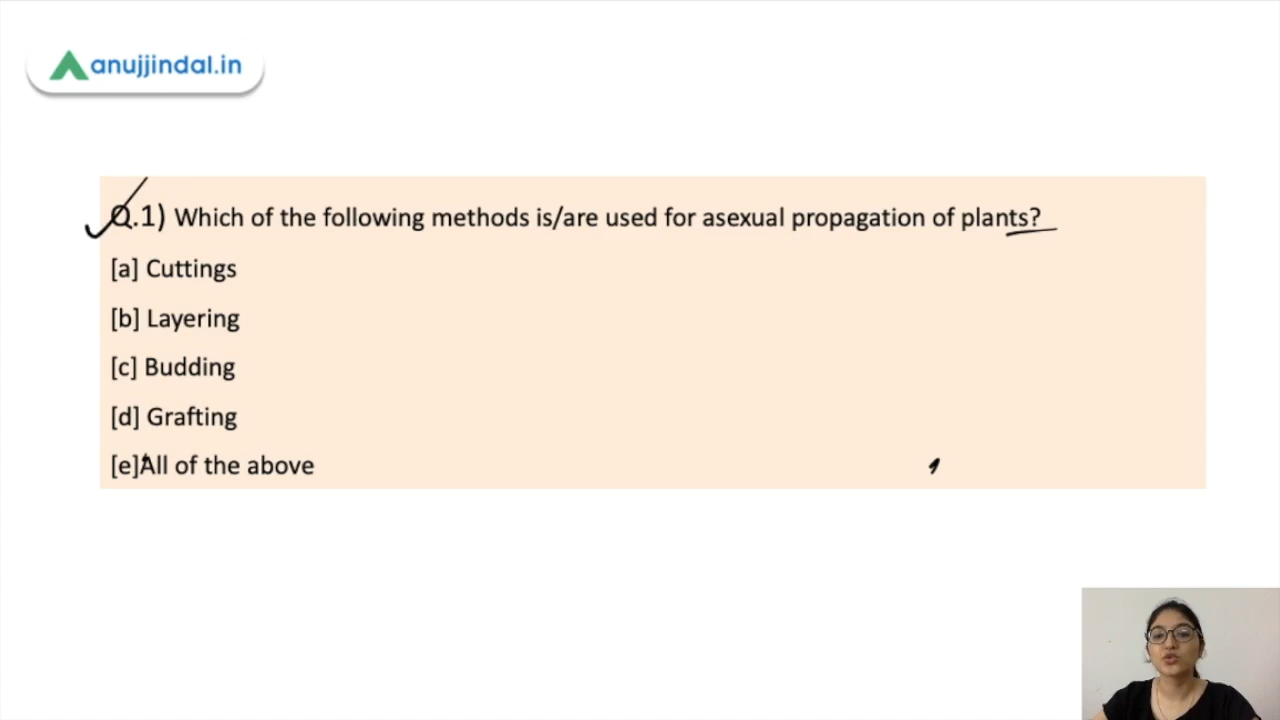 anujjindal.in
Q.1) Which of the following methods is/are used for asexual propagation of plants?
[a] Cuttings
[b] Layering
[c] Budding
[d] Grafting
[e]All of the above